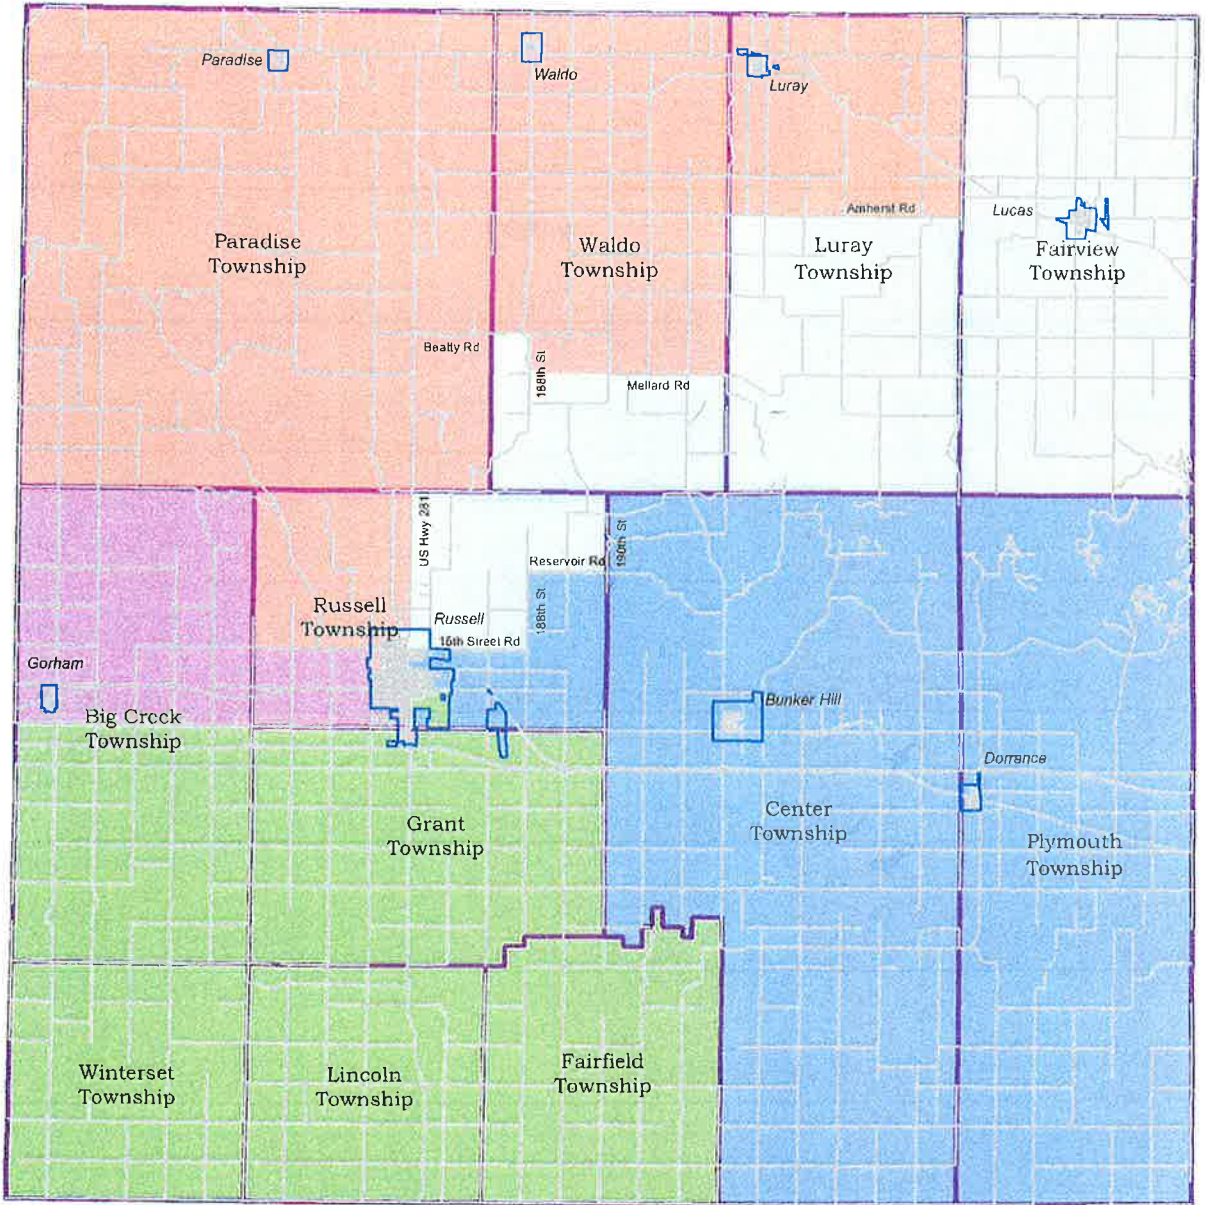 Paradise
Waldo
Luray
Amherst Rd
Lucas
Paradise
Township
Waldo
Township
Luray
Township
Fairview
Township
Beatty Rd
188th St
Mellard Rd
US Hwy 281
190th St
Reservoir Rd
188th St
Russell
Township
Russell
15th Street Rd
Gorham
Big Creek
Township
Bunker Hill
Dorrance
Grant
Township
Center
Township
Plymouth
Township
Winterset
Township
Lincoln
Township
Fairfield
Township